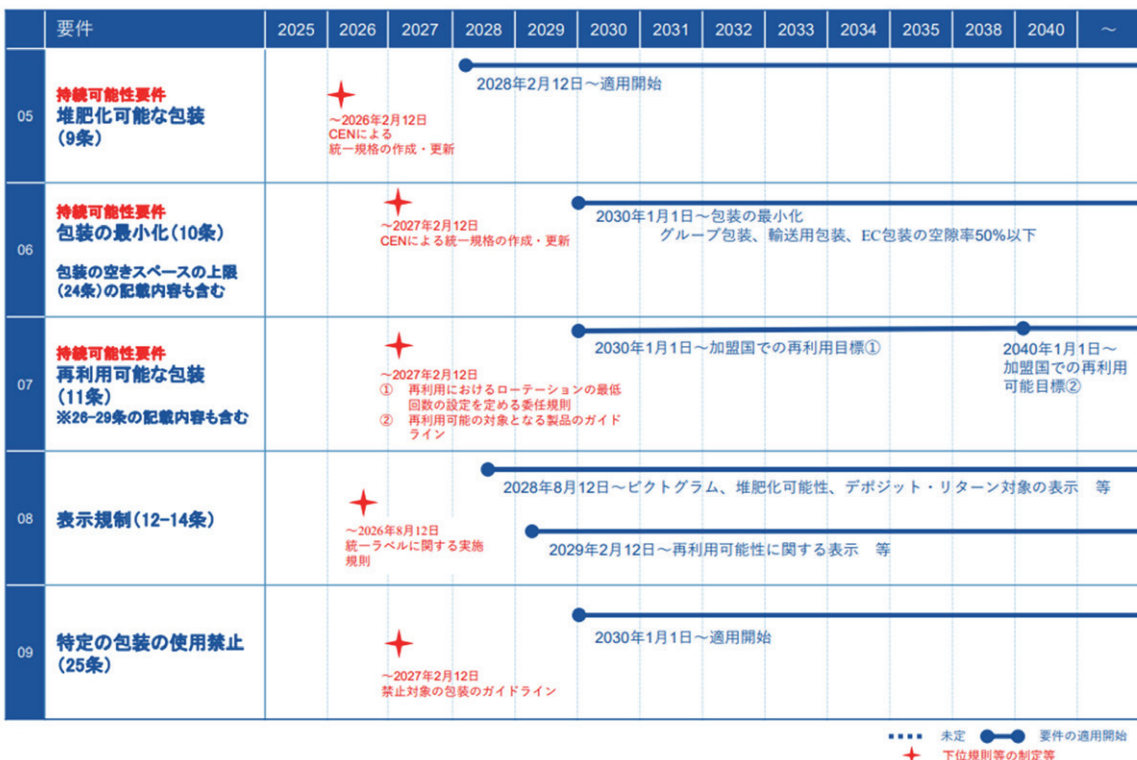 要件 2025 2026 2027 2028 2029 2030 2031 2032 2033 2034 2035 2038 2040 ～
05
持続可能性要件
堆肥化可能な包装
(9条)
～2026年2月12日
CENによる
統一規格の作成・更新
2028年2月12日～適用開始
06
持続可能性要件
包装の最小化(10条)
包装の空きスペースの上限
(24条)の記載内容も含む
～2027年2月12日
CENによる統一規格の作成・更新
2030年1月1日～包装の最小化
グループ包装、輸送用包装、EC包装の空隙率50%以下
07
持続可能性要件
再利用可能な包装
(11条)
※26-29条の記載内容も含む
～2027年2月12日
① 再利用におけるローテーションの最低
回数の設定を定める委任規則
② 再利用可能の対象となる製品のガイド
ライン
2030年1月1日～加盟国での再利用目標①
2040年1月1日～
加盟国での再利用
可能目標②
08
表示規制(12-14条)
～2026年8月12日
統一ラベルに関する実施
規則
2028年8月12日～ピクトグラム、堆肥化可能性、デポジット・リターン対象の表示 等
2029年2月12日～再利用可能性に関する表示 等
09
特定の包装の使用禁止
(25条)
～2027年2月12日
禁止対象の包装のガイドライン
2030年1月1日～適用開始
未定 要件の適用開始
下位規則等の制定等